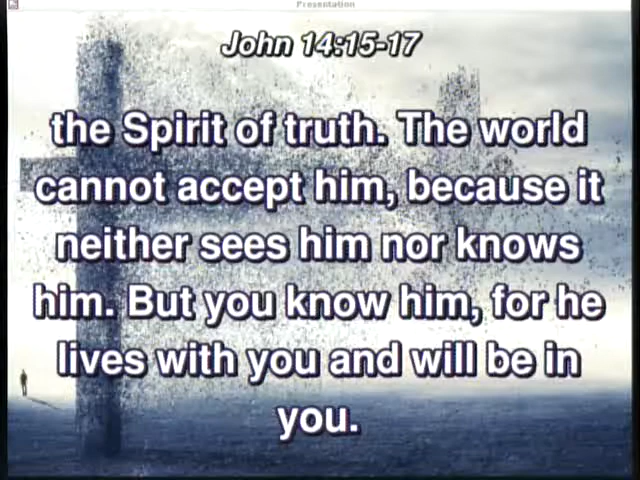 Presentation
John 14:15-17
the Spirit of truth. The world
cannot accept him, because it
neither sees him nor knows
him. But you know him, for he
lives with you and will be in
you.